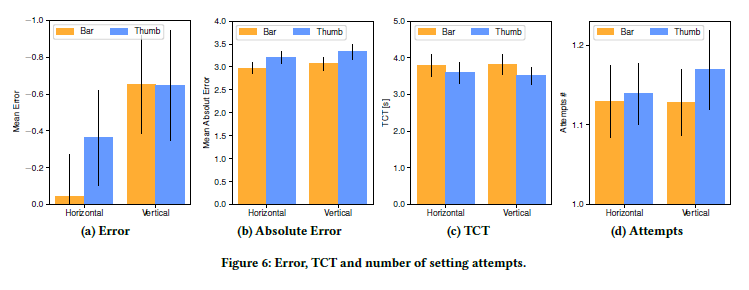 −1.0
−0.8
−0.6
−0.4
−0.2
0.0
Mean Error
Bar Thumb
Horizontal Vertical
(a) Error
4.0
3.5
3.0
2.5
2.0
1.5
1.0
0.5
0.0
Mean Absolut Error
Bar Thumb
Horizontal Vertical
(b) Absolute Error
5.0
4.0
3.0
2.0
1.0
0.0
TCT[s]
Bar Thumb
Horizontal Vertical
(c) TCT
1.2
1.1
1.0
Attempts #
Bar Thumb
Horizontal Vertical
(d) Attempts
Figure 6: Error, TCT and number of setting attempts.